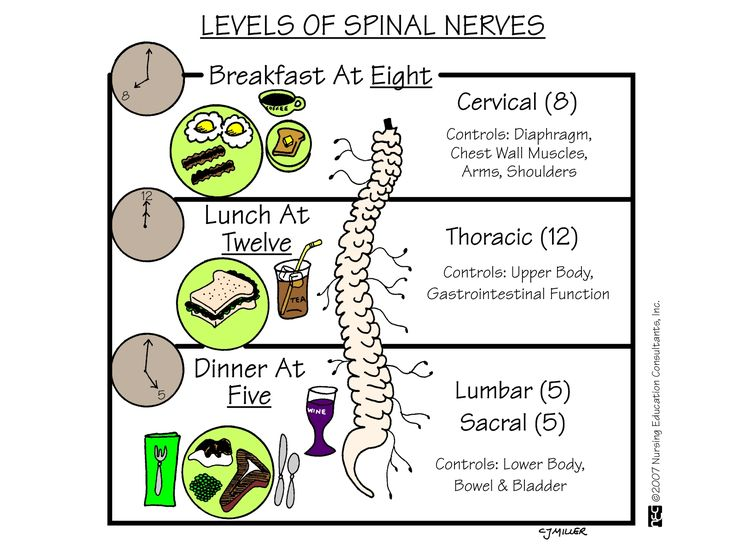 LEVELS OF SPINAL NERVES
8
Breakfast At Eight
COFFEE
Cervical (8)
Controls: Diaphragm,
Chest Wall Muscles,
Arms, Shoulders
12
Lunch At
Twelve
TEA
Thoracic (12)
Controls: Upper Body,
Gastrointestinal Function
5
Dinner At
Five
WINE
Lumbar (5)
Sacral (5)
Controls: Lower Body,
Bowel & Bladder
CJMILLER
©2007 Nursing Education Consultants, Inc.